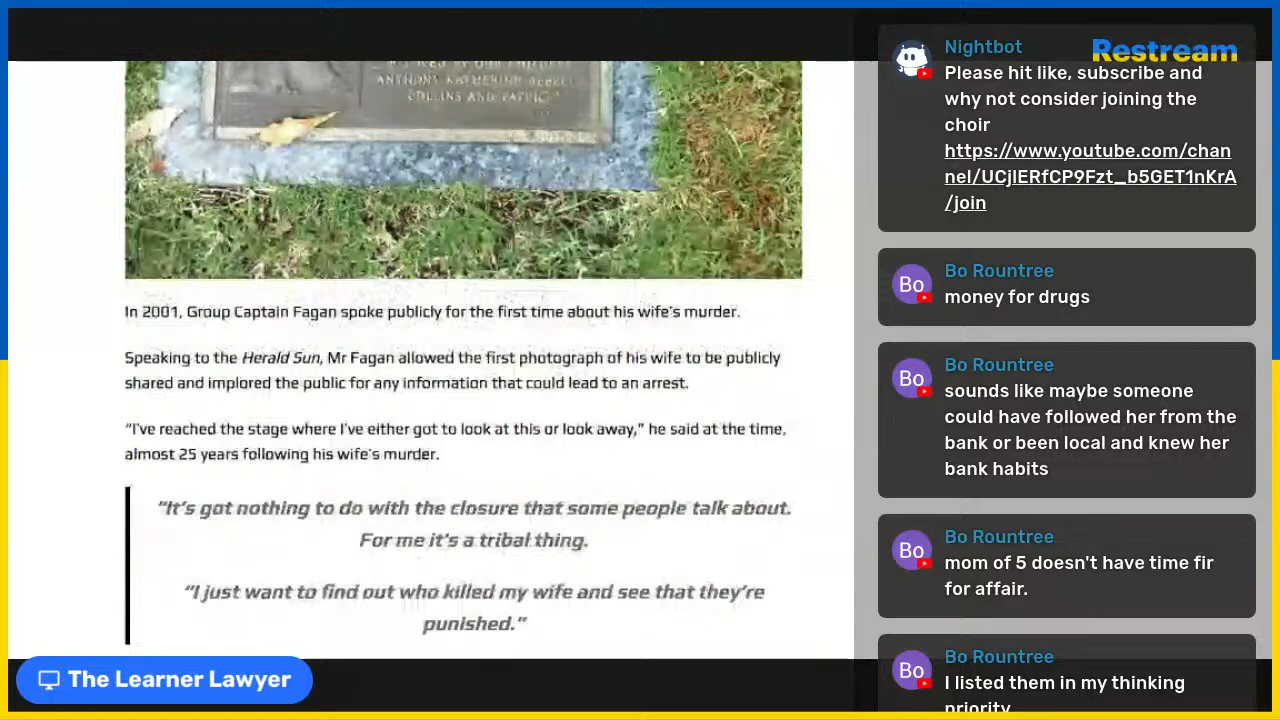 ANTHONY KATHERINE REBEL
COLLINS AND PATRIC
In 2001, Group Captain Fagan spoke publicly for the first time about his wife's murder.
Speaking to the Herald Sun, Mr Fagan allowed the first photograph of his wife to be publicly
shared and implored the public for any information that could lead to an arrest.
"I've reached the stage where I've either got to look at this or look away," he said at the time,
almost 25 years following his wife's murder.
"It's got nothing to do with the closure that some people talk about.
For me it's a tribal thing.
"I just want to find out who killed my wife and see that they're
punished."
The Learner Lawyer
Restream
Nightbot
Please hit like, subscribe and
why not consider joining the
choir
https://www.youtube.com/chan
nel/UCjlERfCP9Fzt_b5GET1nKrA
/join
Bo Rountree
money for drugs
Bo Rountree
sounds like maybe someone
could have followed her from the
bank or been local and knew her
bank habits
Bo Rountree
mom of 5 doesn't have time fir
for affair.
Bo Rountree
I listed them in my thinking
priority
Bo
Bo
Bo
Bo